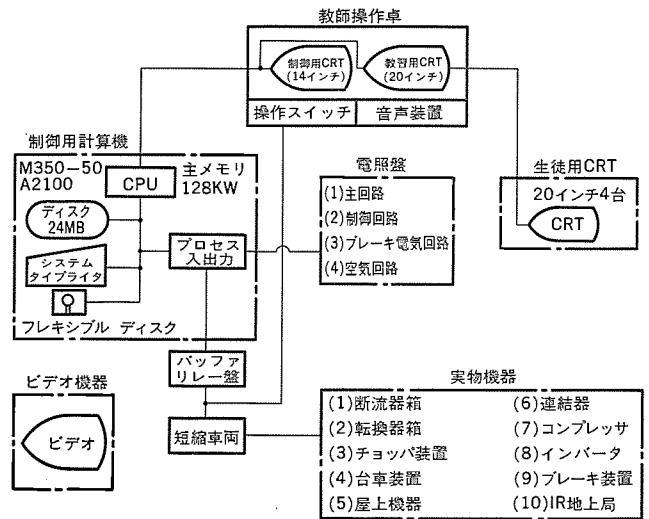 教師操作卓
制御用CRT
(14インチ)
教習用CRT
(20インチ)
操作スイッチ
音声装置
制御用計算機
M350-50
A2100
CPU
主メモリ
128KW
ディスク
24MB
システム
タイプライタ
プロセス
入出力
フレキシブル ディスク
電照盤
(1)主回路
(2)制御回路
(3)ブレーキ電気回路
(4)空気回路
生徒用CRT
20インチ4台
CRT
バッファ
リレー盤
短縮車両
ビデオ機器
ビデオ
実物機器
(1)断流器箱
(2)転換器箱
(3)チョッパ装置
(4)台車装置
(5)屋上機器
(6)連結器
(7)コンプレッサ
(8)インバータ
(9)ブレーキ装置
(10)IR地上局